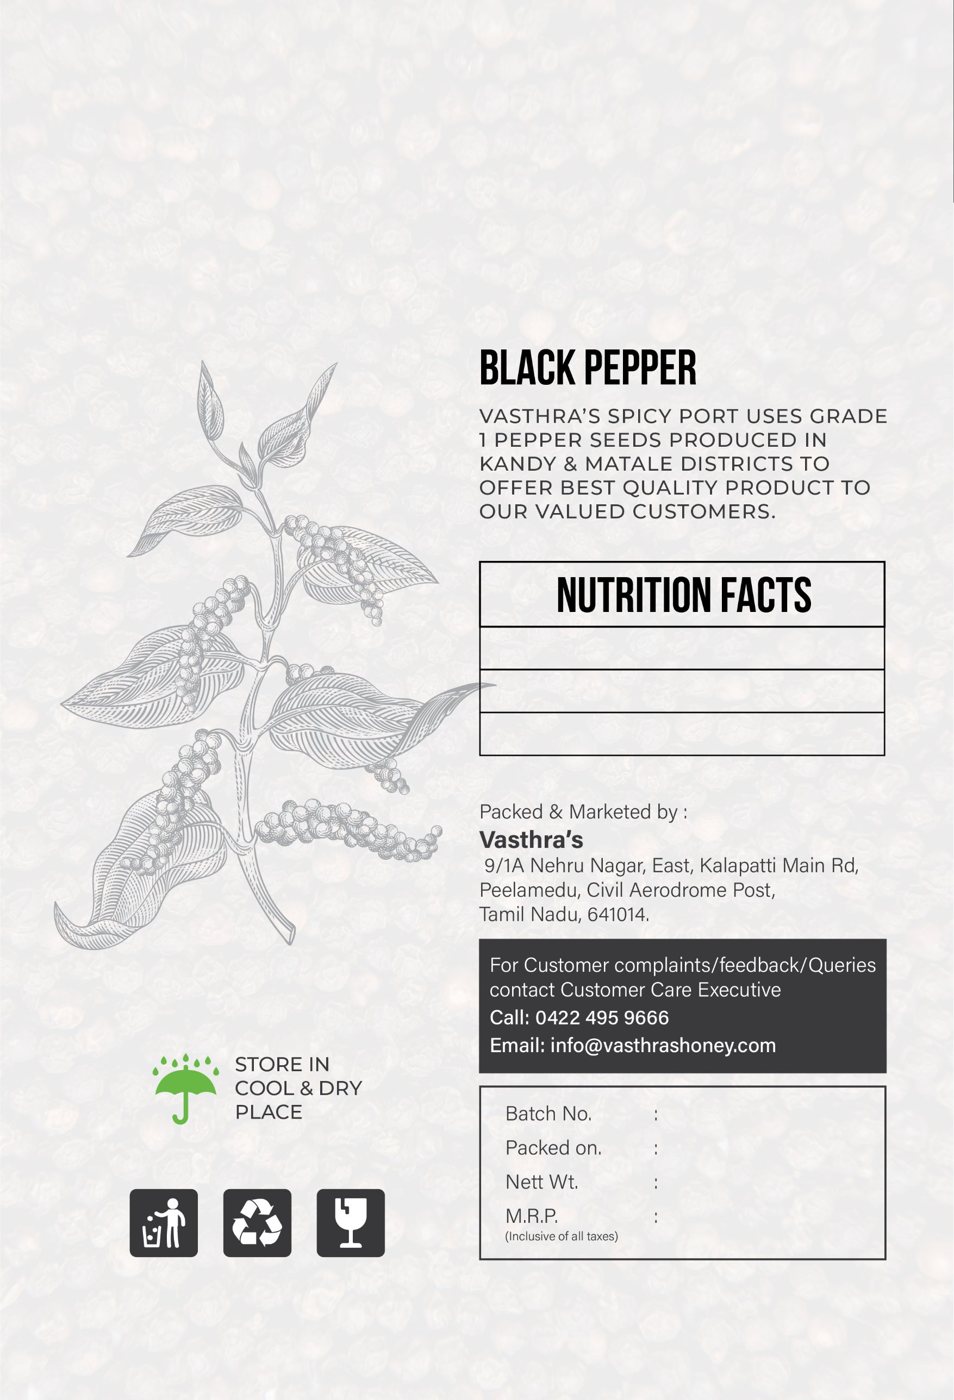 BLACK PEPPER
VASTHRA'S SPICY PORT USES GRADE
1 PEPPER SEEDS PRODUCED IN
KANDY & MATALE DISTRICTS TO
OFFER BEST QUALITY PRODUCT TO
OUR VALUED CUSTOMERS.
NUTRITION FACTS
Packed & Marketed by :
Vasthra's
9/1A Nehru Nagar, East, Kalapatti Main Rd,
Peelamedu, Civil Aerodrome Post,
Tamil Nadu, 641014.
For Customer complaints/feedback/Queries
contact Customer Care Executive
Call: 0422 495 9666
Email: info@vasthrashoney.com
STORE IN
COOL & DRY
PLACE
Batch No. :
Packed on. :
Nett Wt. :
M.R.P. :
(Inclusive of all taxes)